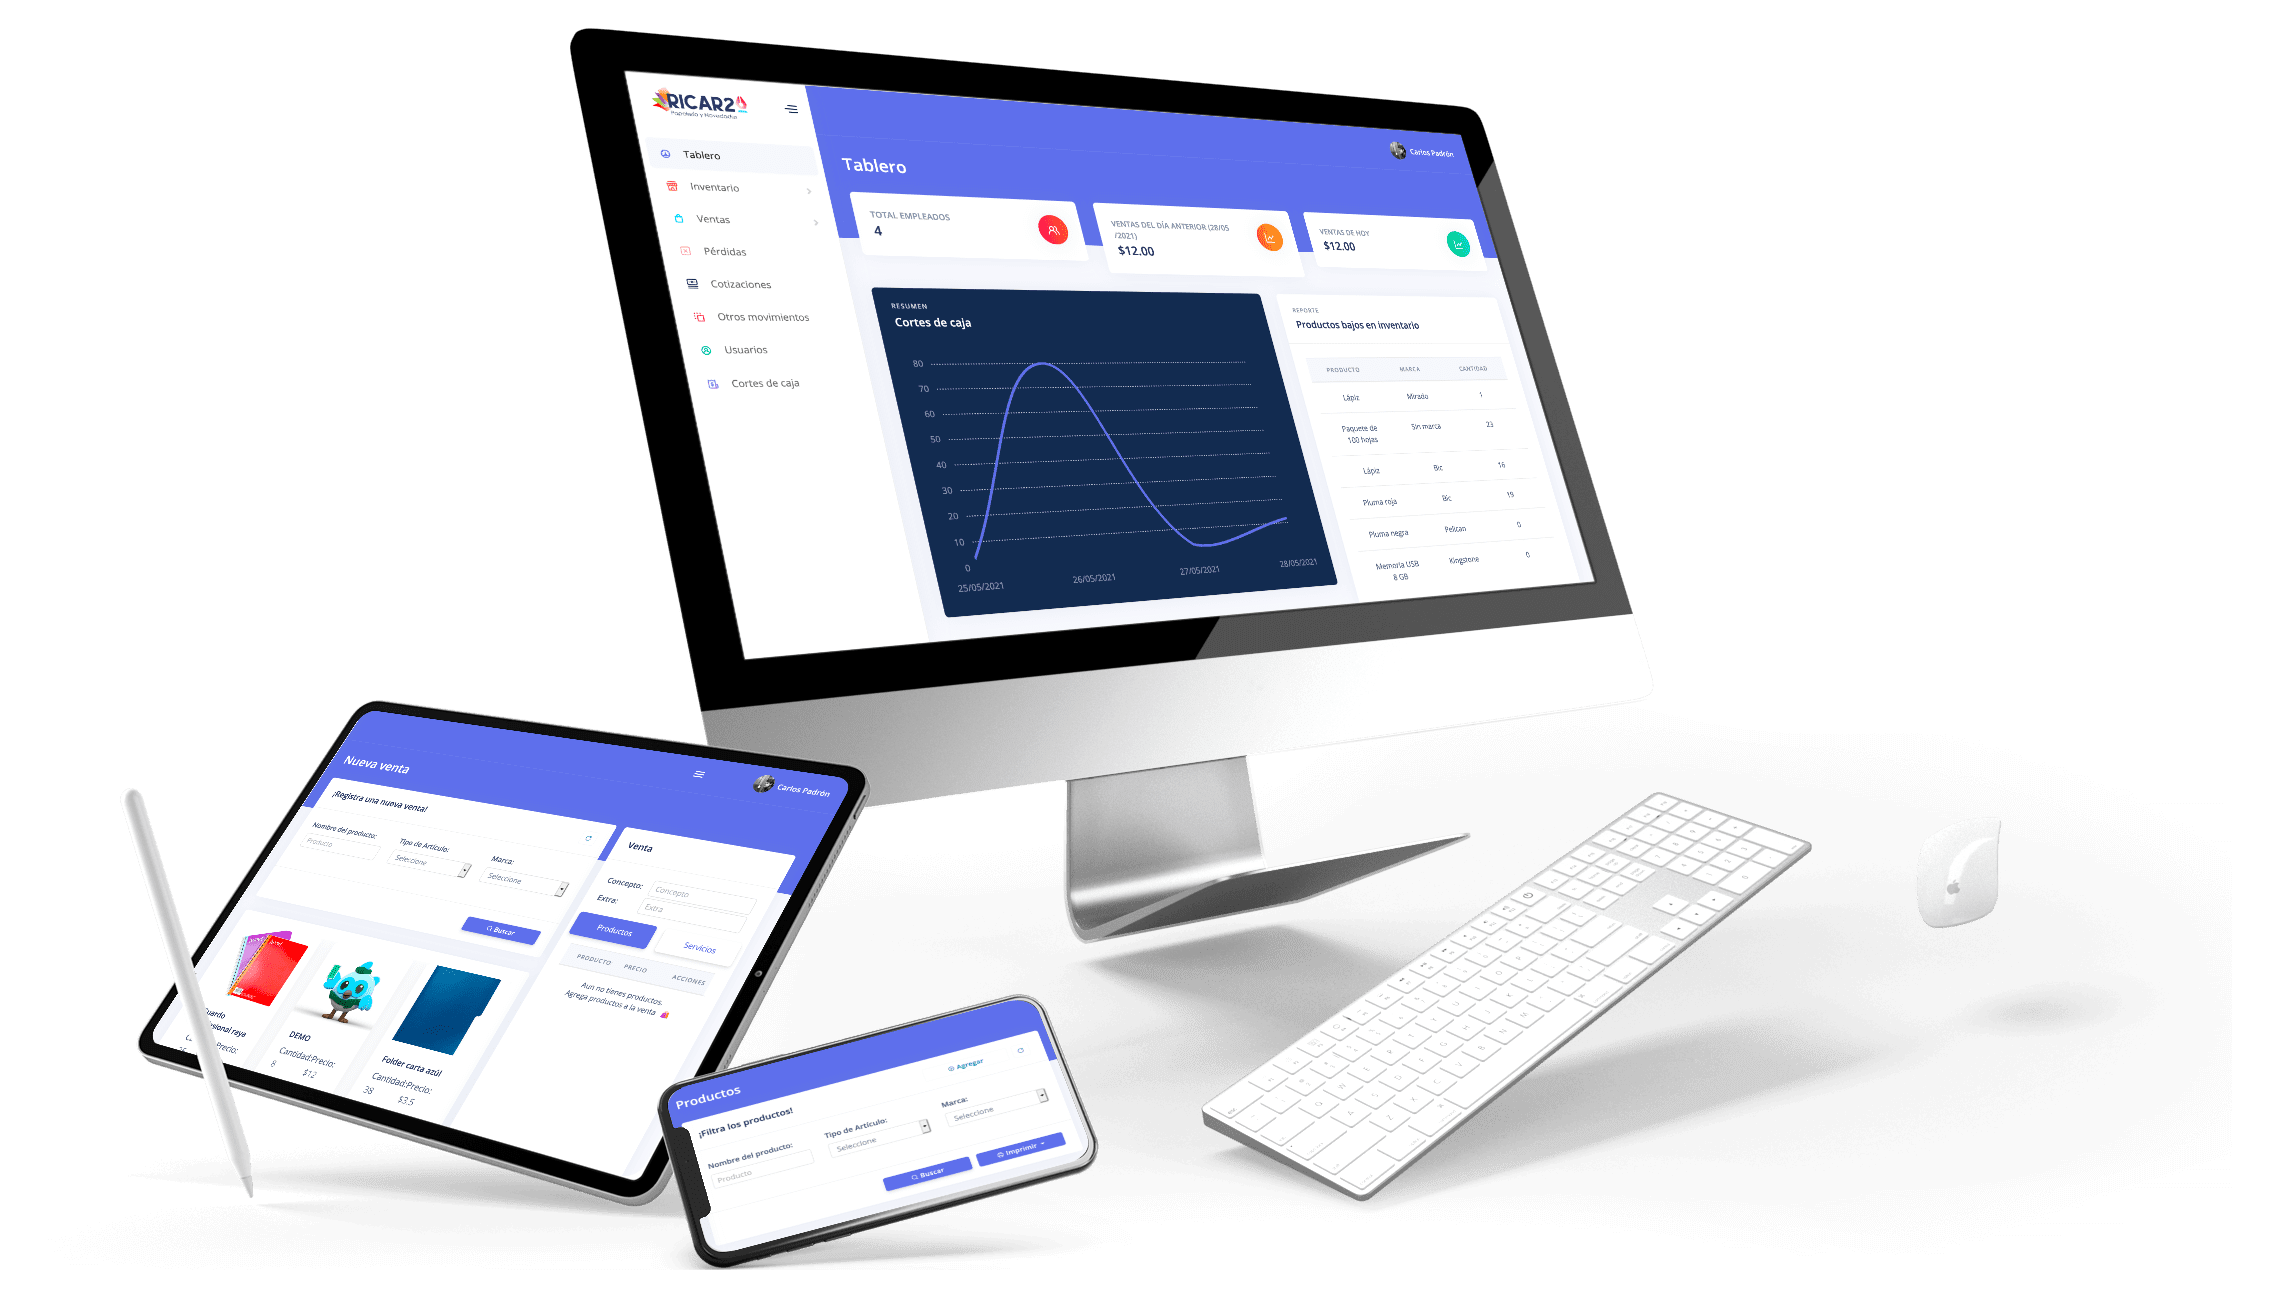 RICAR2
Papelería y Novedades
Tablero
Inventario
Ventas
Pérdidas
Cotizaciones
Otros movimientos
Usuarios
Cortes de caja
Carlos Padrón
Tablero
TOTAL EMPLEADOS
4
VENTAS DEL DÍA ANTERIOR (28/05
/2021)
$12.00
VENTAS DE HOY
$12.00
RESUMEN
Cortes de caja
80
70
60
50
40
30
20
10
0
25/05/2021
26/05/2021
27/05/2021
28/05/2021
REPORTE
Productos bajos en inventario
PRODUCTO MARCA CANTIDAD
Lápiz Mirado 1
Paquete de
100 hojas
Sin marca 23
Lápiz Bic 16
Pluma roja Bic 19
Pluma negra Pelican 0
Memoria USB
8 GB
Kingstone 0
Nueva venta
Carlos Padrón
¡Registra una nueva venta!
Nombre del producto:
Producto
Tipo de Artículo:
Seleccione
Marca:
Seleccione
Buscar
uardo
sional raya
Precio:
DEMO
Cantidad:Precio:
8 $12
Folder carta azúl
Cantidad:Precio:
38 $3.5
Venta
Concepto: Concepto
Extra: Extra
Productos
Servicios
PRODUCTO PRECIO ACCIONES
Aun no tienes productos.
Agrega productos a la venta
Productos
Agregar
¡Filtra los productos!
Nombre del producto:
Producto
Tipo de Artículo:
Seleccione
Marca:
Seleccione
Buscar
Imprimir